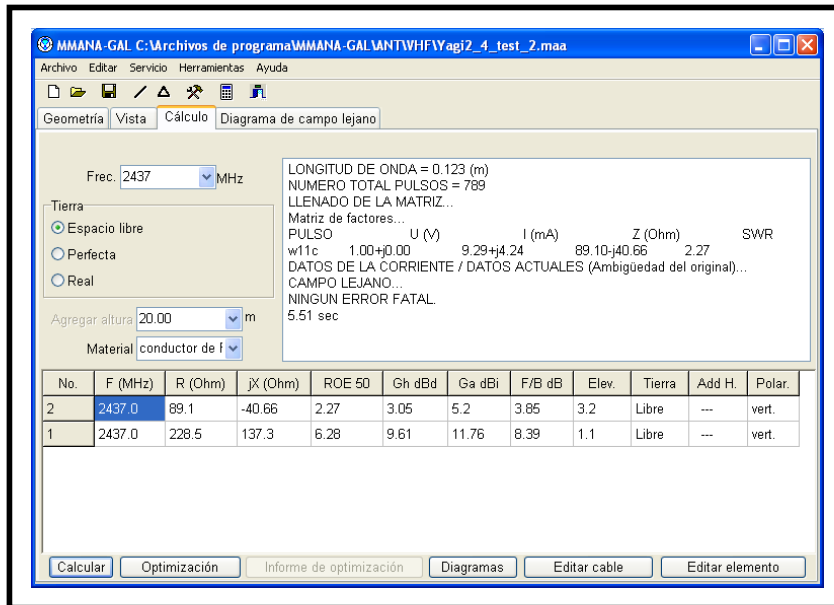 MMANA-GAL C:\Archivos de programa\MMANA-GAL\ANT\VHF\Yagi2_4_test_2.maa
Archivo Editar Servicio Herramientas Ayuda
Geometría Vista Cálculo Diagrama de campo lejano
Frec. 2437 MHz
Tierra
Espacio libre
Perfecta
Real
Agregar altura 20.00 m
Material conductor de F
LONGITUD DE ONDA = 0.123 (m)
NUMERO TOTAL PULSOS = 789
LLENADO DE LA MATRIZ...
Matriz de factores...
PULSO U (V) I (mA) Z (Ohm) SWR
w11c 1.00+j0.00 9.29+j4.24 89.10-j40.66 2.27
DATOS DE LA CORRIENTE / DATOS ACTUALES (Ambigüedad del original)...
CAMPO LEJANO...
NINGUN ERROR FATAL.
5.51 sec
No. F (MHz) R (Ohm) jX (Ohm) ROE 50 Gh dBd Ga dBi F/B dB Elev. Tierra Add H. Polar.
2 2437.0 89.1 -40.66 2.27 3.05 5.2 3.85 3.2 Libre --- vert.
1 2437.0 228.5 137.3 6.28 9.61 11.76 8.39 1.1 Libre --- vert.
Calcular Optimización Informe de optimización Diagramas Editar cable Editar elemento